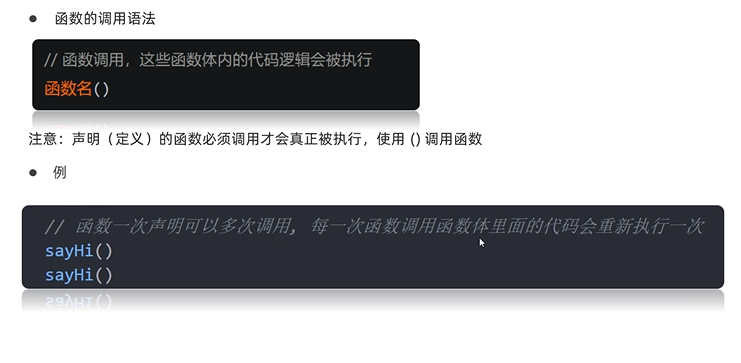 ● 函数的调用语法
// 函数调用，这些函数体内的代码逻辑会被执行
函数名()
注意：声明（定义）的函数必须调用才会真正被执行，使用 () 调用函数
● 例
// 函数一次声明可以多次调用, 每一次函数调用函数体里面的代码会重新执行一次
sayHi()
sayHi()